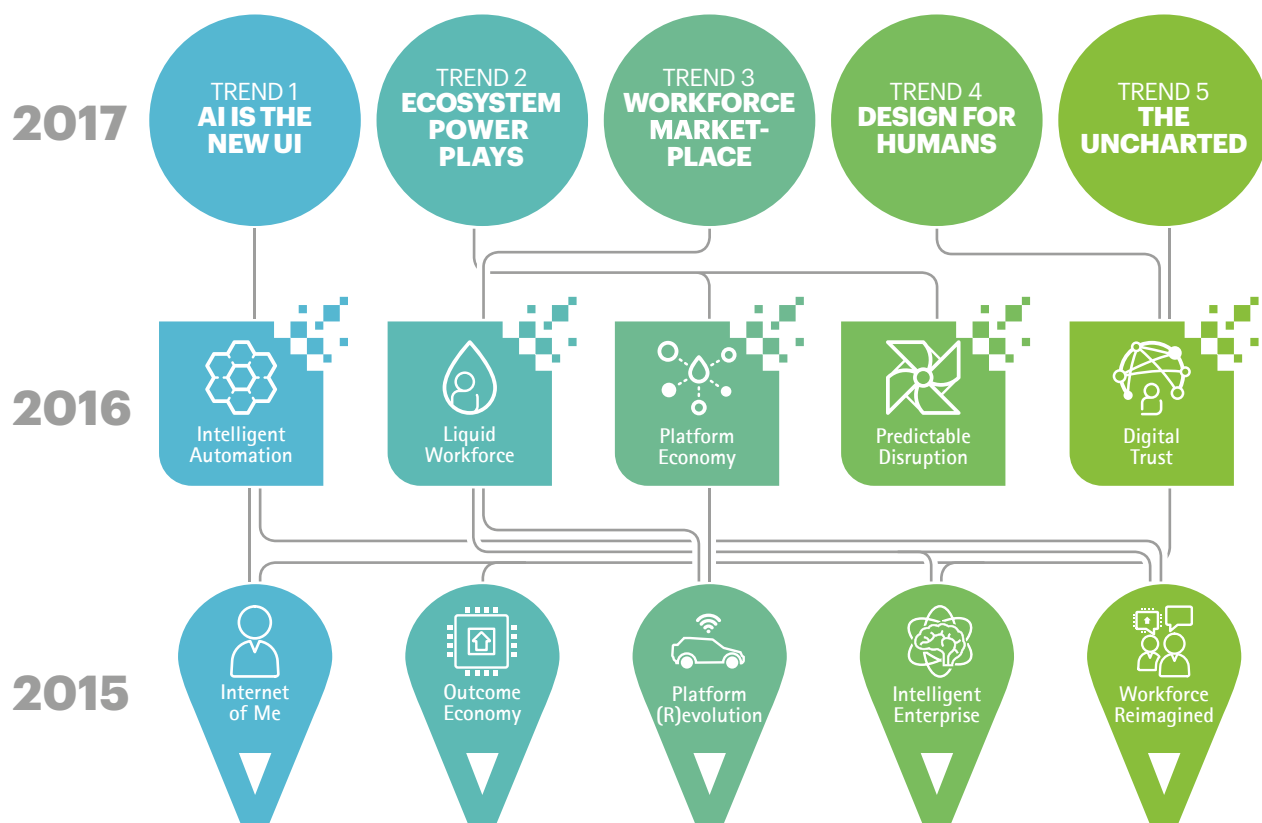 2017
TREND 1
AI IS THE
NEW UI
TREND 2
ECOSYSTEM
POWER
PLAYS
TREND 3
WORKFORCE
MARKET-
PLACE
TREND 4
DESIGN FOR
HUMANS
TREND 5
THE
UNCHARTED
2016
Intelligent
Automation
Liquid
Workforce
Platform
Economy
Predictable
Disruption
Digital
Trust
2015
Internet
of Me
Outcome
Economy
Platform
(R)evolution
Intelligent
Enterprise
Workforce
Reimagined